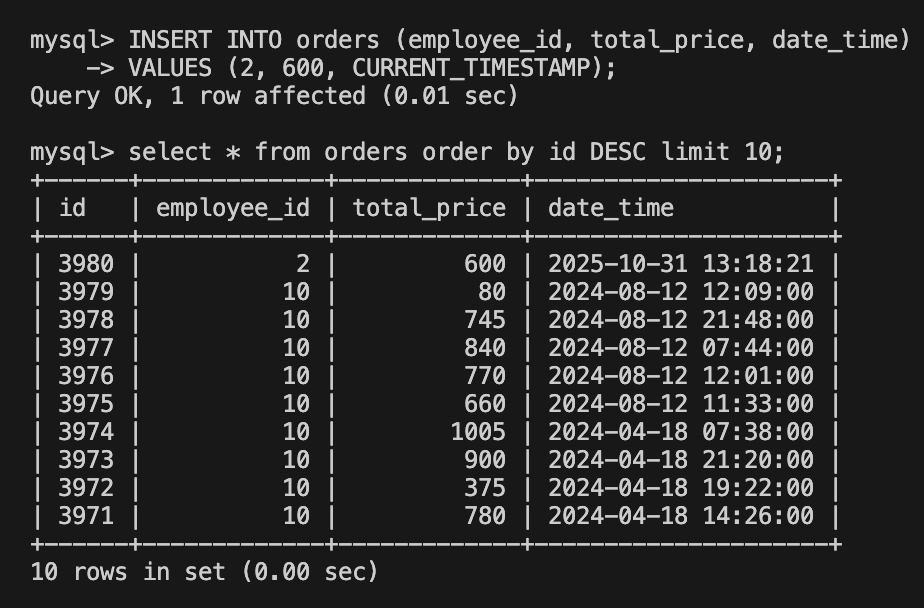 mysql> INSERT INTO orders (employee_id, total_price, date_time)
    -> VALUES (2, 600, CURRENT_TIMESTAMP);
Query OK, 1 row affected (0.01 sec)

mysql> select * from orders order by id DESC limit 10;
+------+-------------+-------------+---------------------+
| id   | employee_id | total_price | date_time           |
+------+-------------+-------------+---------------------+
| 3980 |           2 |         600 | 2025-10-31 13:18:21 |
| 3979 |          10 |          80 | 2024-08-12 12:09:00 |
| 3978 |          10 |         745 | 2024-08-12 21:48:00 |
| 3977 |          10 |         840 | 2024-08-12 07:44:00 |
| 3976 |          10 |         770 | 2024-08-12 12:01:00 |
| 3975 |          10 |         660 | 2024-08-12 11:33:00 |
| 3974 |          10 |        1005 | 2024-04-18 07:38:00 |
| 3973 |          10 |         900 | 2024-04-18 21:20:00 |
| 3972 |          10 |         375 | 2024-04-18 19:22:00 |
| 3971 |          10 |         780 | 2024-04-18 14:26:00 |
+------+-------------+-------------+---------------------+
10 rows in set (0.00 sec)